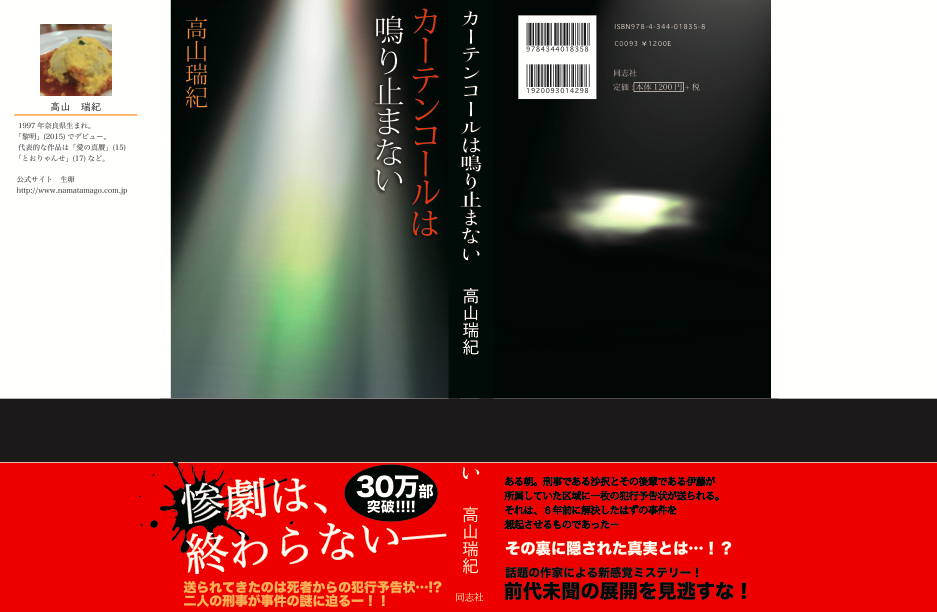 高山　瑞紀
1997年奈良県生まれ。
「黎明」(2015) でデビュー。
代表的な作品は「愛の真贋」(15)
「とおりゃんせ」(17) など。
公式サイト　生卵
http://www.namatamago.com.jp
カーテンコールは
鳴り止まない
高山瑞紀
カーテンコールは鳴り止まない　高山瑞紀
9784344018358
1920093014298
ISBN978-4-344-01835-8
C0093 ¥1200E
同志社
定価：本体 1200 円＋税
惨劇は、
終わらない―
30万部
突破!!!!
送られてきたのは死者からの犯行予告状…!?
二人の刑事が事件の謎に迫るー！！
い　高山瑞紀
同志社
ある朝。刑事である沙沢とその後輩である伊藤が
所属していた区域に一枚の犯行予告状が送られる。
それは、６年前に解決したはずの事件を
想起させるものであったー
その裏に隠された真実とは…！？
話題の作家による新感覚ミステリー！
前代未聞の展開を見逃すな！